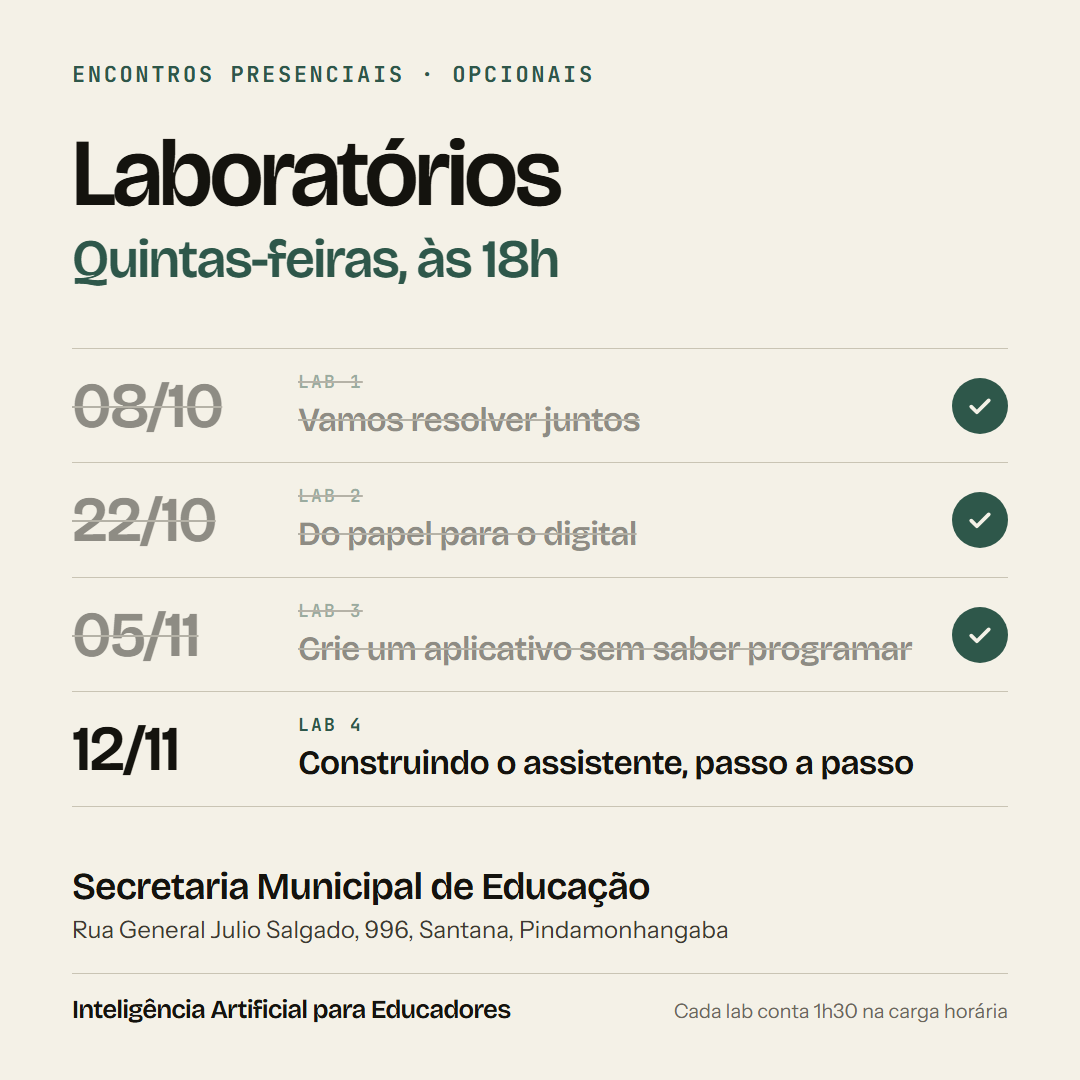 ENCONTROS PRESENCIAIS · OPCIONAIS
Laboratórios
Quintas-feiras, às 18h
08/10
LAB 1
Vamos resolver juntos
22/10
LAB 2
Do papel para o digital
05/11
LAB 3
Crie um aplicativo sem saber programar
12/11
LAB 4
Construindo o assistente, passo a passo
Secretaria Municipal de Educação
Rua General Julio Salgado, 996, Santana, Pindamonhangaba
Inteligência Artificial para Educadores
Cada lab conta 1h30 na carga horária